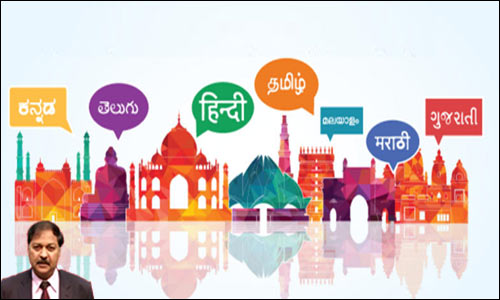 ಕನ್ನಡ
తెలుగు
हिन्दी
தமிழ்
മലയാളം
मराठी
ગુજરાતી